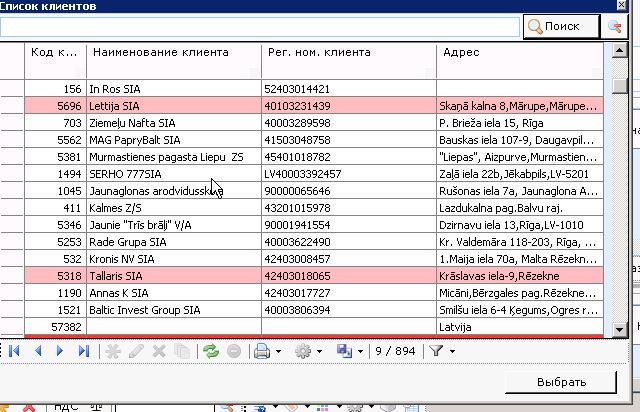 Список клиентов
Поиск
Код к... Наименование клиента Рег. ном. клиента Адрес
156 In Ros SIA 52403014421
5696 Lettija SIA 40103231439 Skaņā kalna 8,Mārupe,Mārupe...
703 Ziemeļu Nafta SIA 40003289598 P. Brieža iela 15, Rīga
5562 MAG PapryBalt SIA 41503048758 Bauskas iela 107-9, Daugavpil...
5381 Murmastienes pagasta Liepu ZS 45401018782 "Liepas", Aizpurve,Murmastien...
1494 SERHO 777SIA LV40003392457 Zaļā iela 22b,Jēkabpils,LV-5201
1045 Jaunaglonas arodvidusskola 90000065646 Rušonas iela 7a, Jaunaglona A...
411 Kalmes Z/S 43201015978 Lazdukalna pag.Balvu raj.
5346 Jaunie "Trīs brāļi" V/A 90001941554 Dzirnavu iela 13,Rīga,LV-1010
5253 Rade Grupa SIA 40003622490 Kr. Valdemāra 118-203, Rīga, ...
532 Kronis NV SIA 42403008457 1.Maija iela 70a, Malta Rēzekn...
5318 Tallaris SIA 42403018065 Krāslavas iela-9,Rēzekne
1190 Annas K SIA 42403017727 Micāni,Bērzgales pag.Rēzekne...
1521 Baltic Invest Group SIA 40003806394 Smilšu iela 6-4 Ķegums,Ogres r...
57382 Latvija
9 / 894
Выбрать
НДС